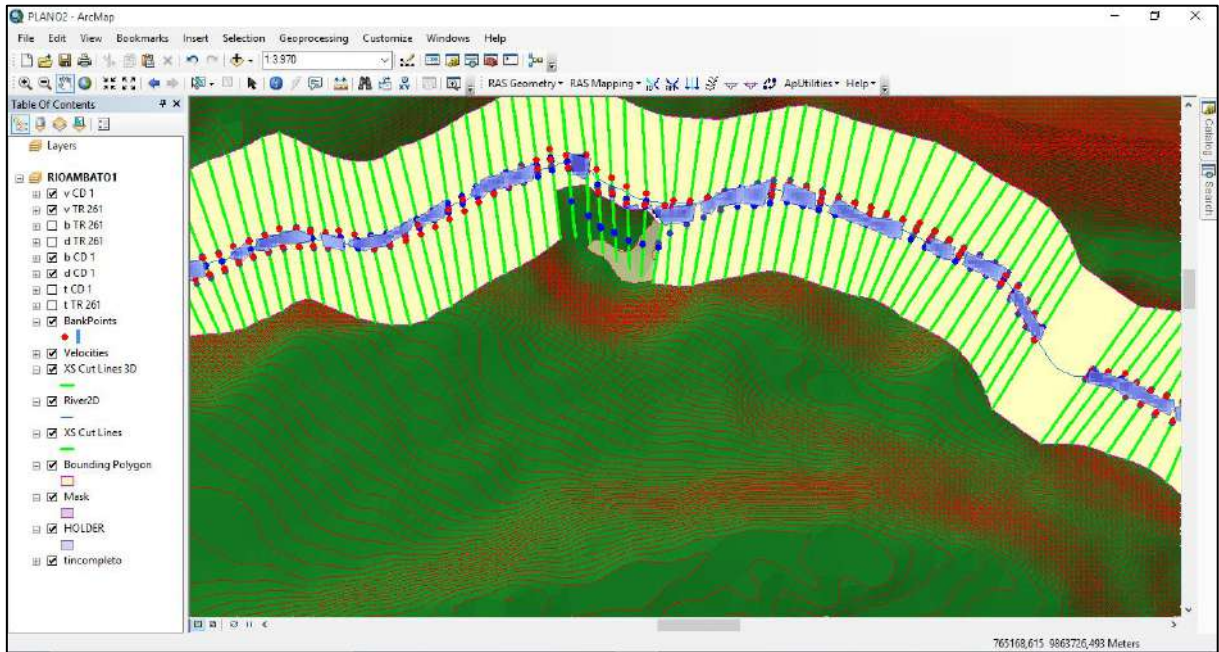 PLANO2 - ArcMap
File Edit View Bookmarks Insert Selection Geoprocessing Customize Windows Help
1:3.970
RAS Geometry RAS Mapping ApUtilities Help
Table Of Contents
Layers
RIOAMBATO1
v CD 1
v TR 261
b TR 261
d TR 261
b CD 1
d CD 1
t CD 1
t TR 261
BankPoints
Velocities
XS Cut Lines 3D
River2D
XS Cut Lines
Bounding Polygon
Mask
HOLDER
tincompleto
Catalog
Search
765168,615 9863726,493 Meters